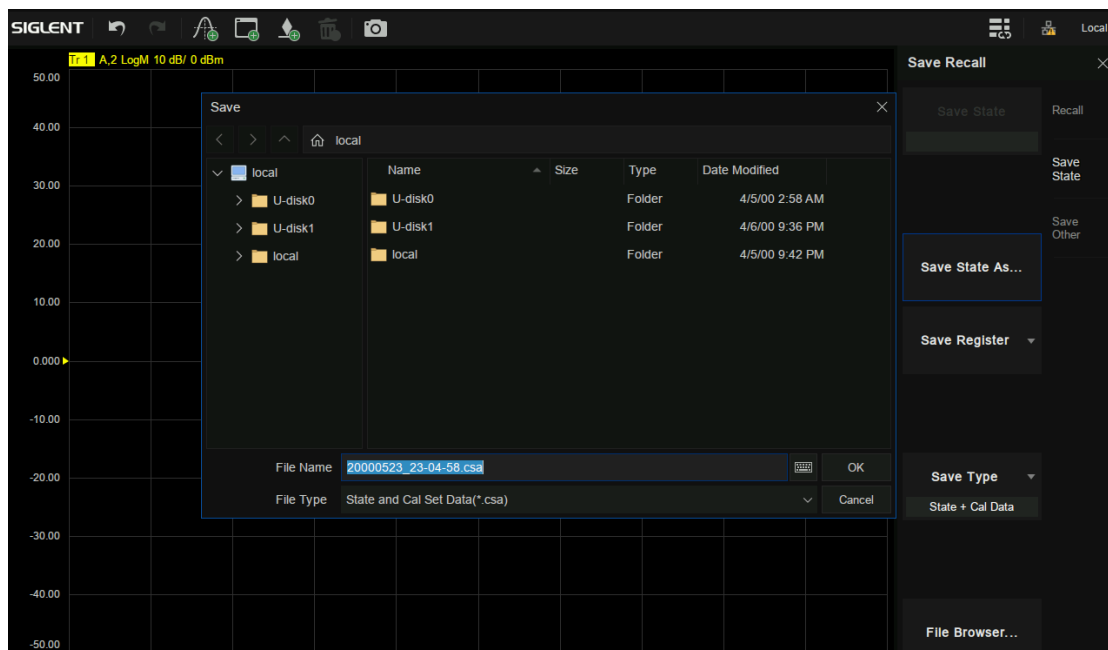 SIGLENT
Local
Tr 1 A,2 LogM 10 dB/ 0 dBm
50.00
40.00
30.00
20.00
10.00
0.000
-10.00
-20.00
-30.00
-40.00
-50.00
Save
local
local
U-disk0
U-disk1
local
Name Size Type Date Modified
U-disk0 Folder 4/5/00 2:58 AM
U-disk1 Folder 4/6/00 9:36 PM
local Folder 4/5/00 9:42 PM
File Name 20000523_23-04-58.csa OK
File Type State and Cal Set Data(*.csa) Cancel
Save Recall
Save State
Save State As...
Save Register
Save Type
State + Cal Data
File Browser...
Recall
Save
State
Save
Other